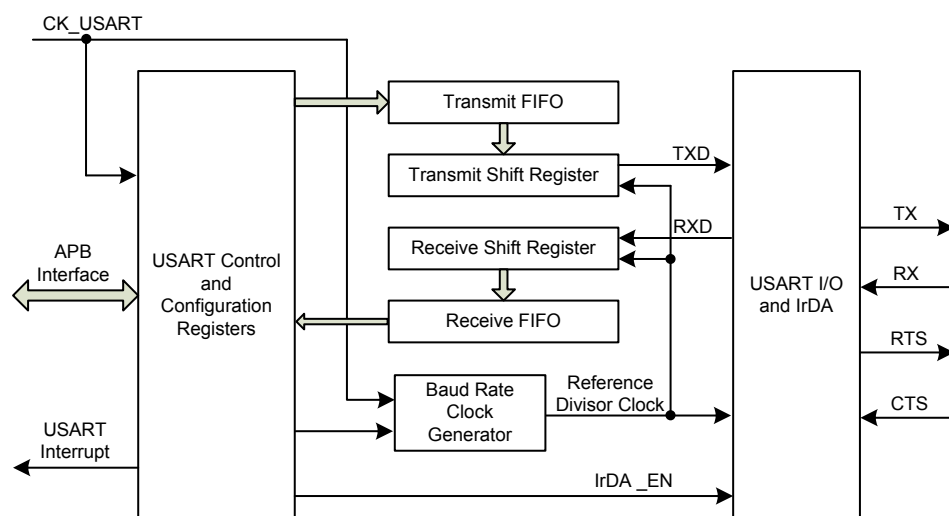 CK_USART
Transmit FIFO
TXD
Transmit Shift Register
RXD
Receive Shift Register
TX
APB
Interface
USART Control
and
Configuration
Registers
USART I/O
and IrDA
RX
Receive FIFO
RTS
Baud Rate
Clock
Generator
Reference
Divisor Clock
CTS
USART
Interrupt
IrDA _EN